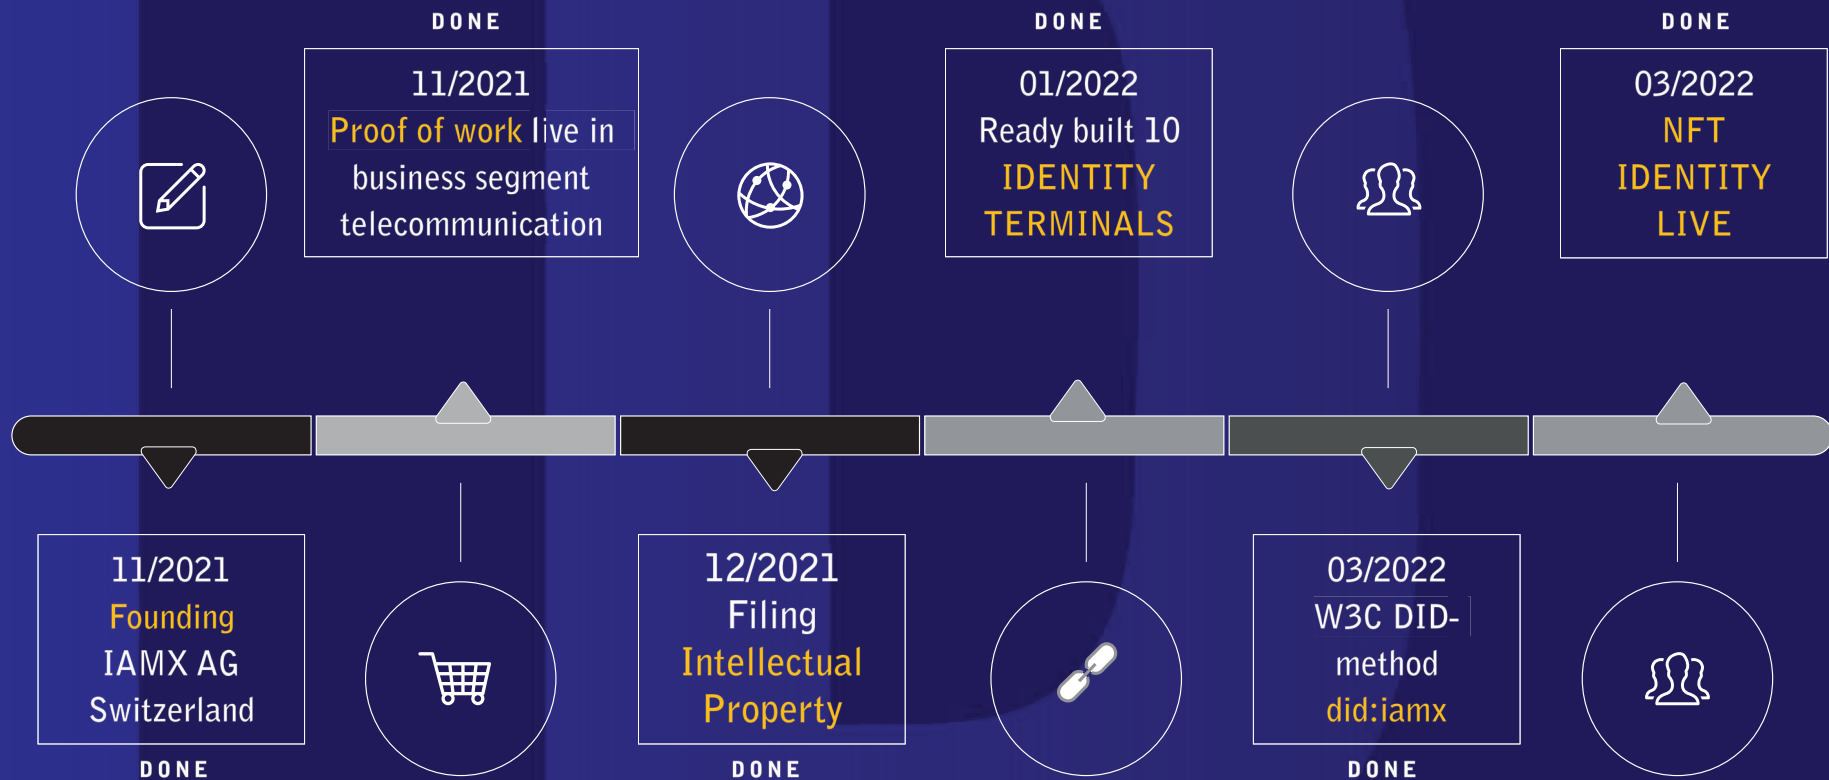 DONE
11/2021
Proof of work live in
business segment
telecommunication
DONE
01/2022
Ready built 10
IDENTITY
TERMINALS
DONE
03/2022
NFT
IDENTITY
LIVE
11/2021
Founding
IAMX AG
Switzerland
DONE
12/2021
Filing
Intellectual
Property
DONE
03/2022
W3C DID-
method
did:iamx
DONE